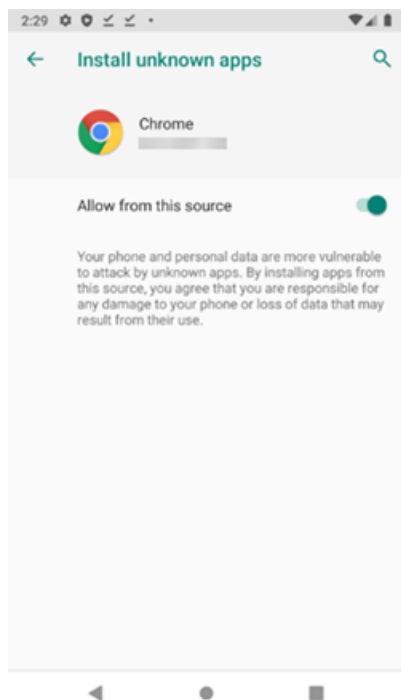 2:29
Install unknown apps
Chrome
Allow from this source
Your phone and personal data are more vulnerable
to attack by unknown apps. By installing apps from
this source, you agree that you are responsible for
any damage to your phone or loss of data that may
result from their use.